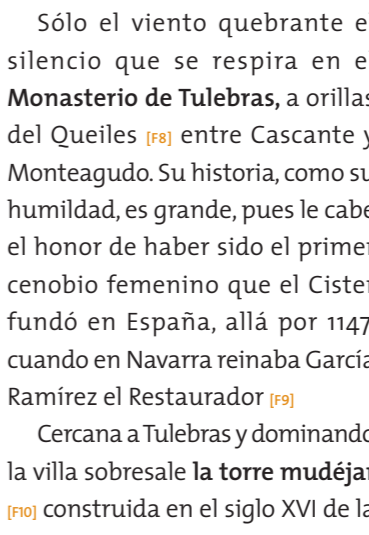 Sólo el viento quebrante el
silencio que se respira en el
Monasterio de Tulebras, a orillas
del Queiles [F8] entre Cascante y
Monteagudo. Su historia, como su
humildad, es grande, pues le cabe
el honor de haber sido el primer
cenobio femenino que el Cister
fundó en España, allá por 1147,
cuando en Navarra reinaba García
Ramírez el Restaurador [F9]
Cercana a Tulebras y dominando
la villa sobresale la torre mudéjar
[F10] construida en el siglo XVI de la